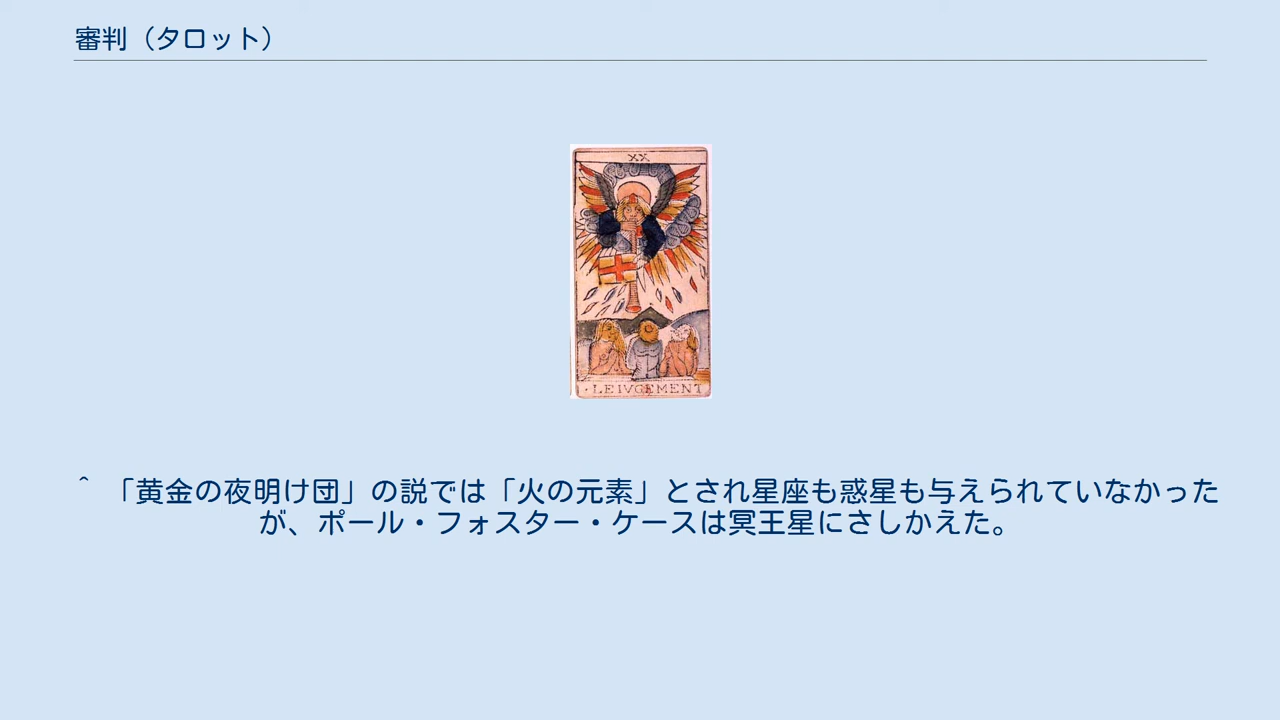 審判（タロット）
XX
·LEIVGEMENT
^ 「黄金の夜明け団」の説では「火の元素」とされ星座も惑星も与えられていなかった
が、ポール・フォスター・ケースは冥王星にさしかえた。